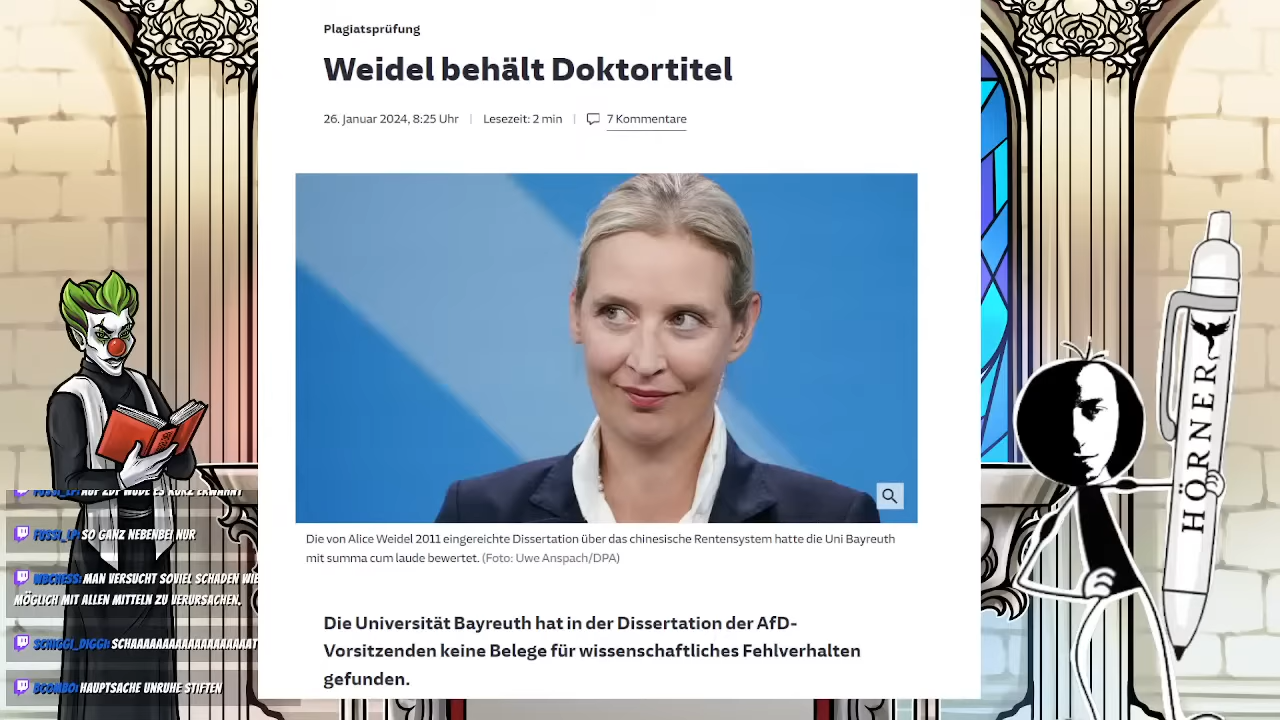 Plagiatsprüfung
Weidel behält Doktortitel
26. Januar 2024, 8:25 Uhr | Lesezeit: 2 min | 7 Kommentare
Die von Alice Weidel 2011 eingereichte Dissertation über das chinesische Rentensystem hatte die Uni Bayreuth
mit summa cum laude bewertet. (Foto: Uwe Anspach/DPA)
Die Universität Bayreuth hat in der Dissertation der AfD-
Vorsitzenden keine Belege für wissenschaftliches Fehlverhalten
gefunden.
FUSSI_LP: SO GANZ NEBENBEI NUR
WBCHESS: MAN VERSUCHT SOVIEL SCHADEN WIE
MÖGLICH MIT ALLEN MITTELN ZU VERURSACHEN.
SCHIGGI_DIGGI: SCHAAAAAAAAAAAAAAAAAAAT
BCOMBO: HAUPTSACHE UNRUHE STIFTEN
HÖRNER